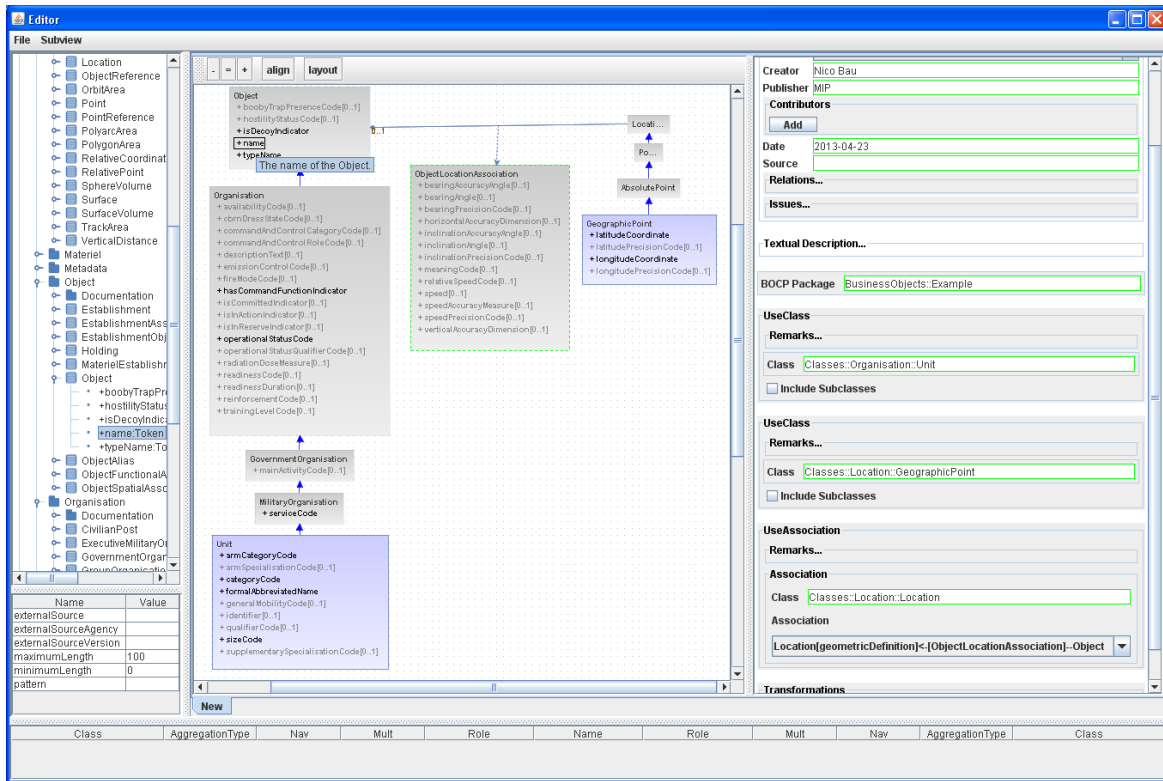 Editor
File Subview
Location
ObjectReference
OrbitArea
Point
PointReference
PolyarcArea
PolygonArea
RelativeCoordinat
RelativePoint
SphereVolume
Surface
SurfaceVolume
TrackArea
VerticalDistance
Materiel
Metadata
Object
Documentation
Establishment
EstablishmentAss
EstablishmentObj
Holding
MaterielEstablishr
Object
+boobyTrapPr
+hostilityStatus
+isDecoyIndic
+name:Token
+typeName:To
ObjectAlias
ObjectFunctionalA
ObjectSpatialAsso
Organisation
Documentation
CivilianPost
ExecutiveMilitaryOr
GovernmentOrgar
GroupOrganisatio
Name Value
externalSource
externalSourceAgency
externalSourceVersion
maximumLength 100
minimumLength 0
pattern
- = + align layout
Object
+ boobyTrapPresenceCode[0..1]
+ hostilityStatusCode[0..1]
+ isDecoyIndicator
+ name
+ typeName
The name of the Object.
0..1
Organisation
+ availabilityCode[0..1]
+ cbrnDressStateCode[0..1]
+ commandAndControlCategoryCode[0..1]
+ commandAndControlRoleCode[0..1]
+ descriptionText[0..1]
+ emissionControlCode[0..1]
+ fireModeCode[0..1]
+ hasCommandFunctionIndicator
+ isCommittedIndicator[0..1]
+ isInActionIndicator[0..1]
+ isInReserveIndicator[0..1]
+ operationalStatusCode
+ operationalStatusQualifierCode[0..1]
+ radiationDoseMeasure[0..1]
+ readinessCode[0..1]
+ readinessDuration[0..1]
+ reinforcementCode[0..1]
+ trainingLevelCode[0..1]
GovernmentOrganisation
+ mainActivityCode[0..1]
MilitaryOrganisation
+ serviceCode
Unit
+ armCategoryCode
+ armSpecialisationCode[0..1]
+ categoryCode
+ formalAbbreviatedName
+ generalMobilityCode[0..1]
+ identifier[0..1]
+ qualifierCode[0..1]
+ sizeCode
+ supplementarySpecialisationCode[0..1]
ObjectLocationAssociation
+ bearingAccuracyAngle[0..1]
+ bearingAngle[0..1]
+ bearingPrecisionCode[0..1]
+ horizontalAccuracyDimension[0..1]
+ inclinationAccuracyAngle[0..1]
+ inclinationAngle[0..1]
+ inclinationPrecisionCode[0..1]
+ meaningCode[0..1]
+ relativeSpeedCode[0..1]
+ speed[0..1]
+ speedAccuracyMeasure[0..1]
+ speedPrecisionCode[0..1]
+ verticalAccuracyDimension[0..1]
Locati...
Po...
AbsolutePoint
GeographicPoint
+ latitudeCoordinate
+ latitudePrecisionCode[0..1]
+ longitudeCoordinate
+ longitudePrecisionCode[0..1]
New
Creator Nico Bau
Publisher MIP
Contributors
Add
Date 2013-04-23
Source
Relations...
Issues...
Textual Description...
BOCP Package BusinessObjects::Example
UseClass
Remarks...
Class Classes::Organisation::Unit
Include Subclasses
UseClass
Remarks...
Class Classes::Location::GeographicPoint
Include Subclasses
UseAssociation
Remarks...
Association
Class Classes::Location::Location
Association
Location[geometricDefinition]<-[ObjectLocationAssociation]--Object
Transformations
Class AggregationType Nav Mult Role Name Role Mult Nav AggregationType Class